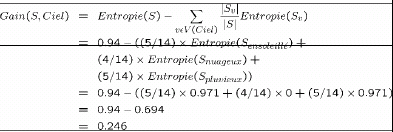 Gain(S, Ciel) = Entropie(S) − ∑_{vϵV(Ciel)} |S_v|/|S| Entropie(S_v)
= 0.94 − ((5/14) × Entropie(S_ensoleillé) +
(4/14) × Entropie(S_nuageux) +
(5/14) × Entropie(S_pluvieux))
= 0.94 − ((5/14) × 0.971 + (4/14) × 0 + (5/14) × 0.971)
= 0.94 − 0.694
= 0.246